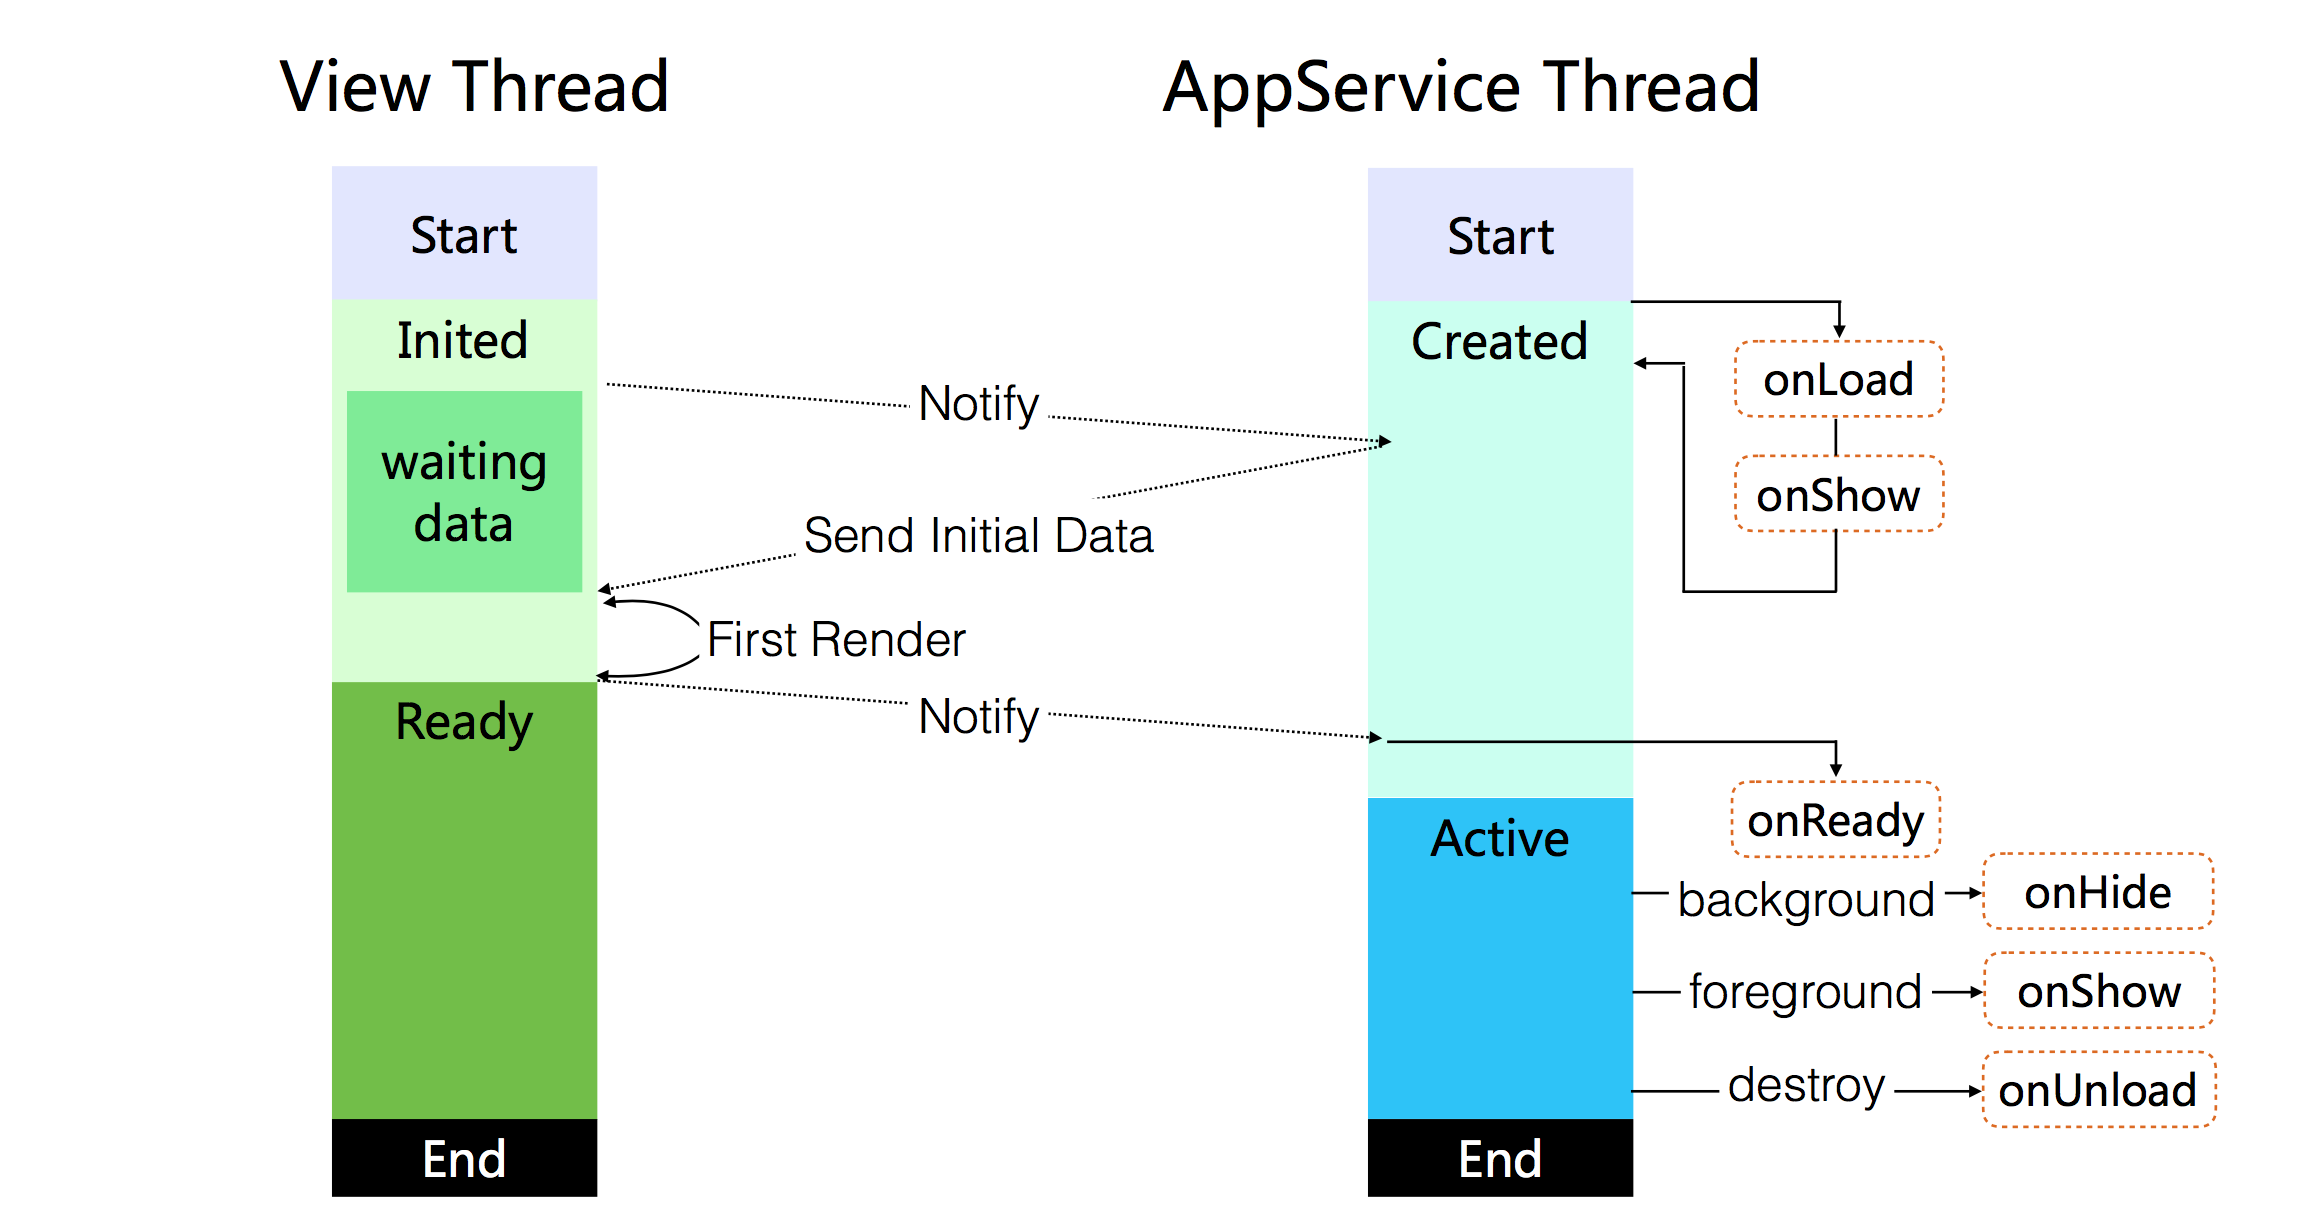 View Thread
AppService Thread
Start
Inited
waiting
data
Ready
End
Notify
Send Initial Data
First Render
Notify
Start
Created
Active
End
onLoad
onShow
onReady
background
onHide
foreground
onShow
destroy
onUnload